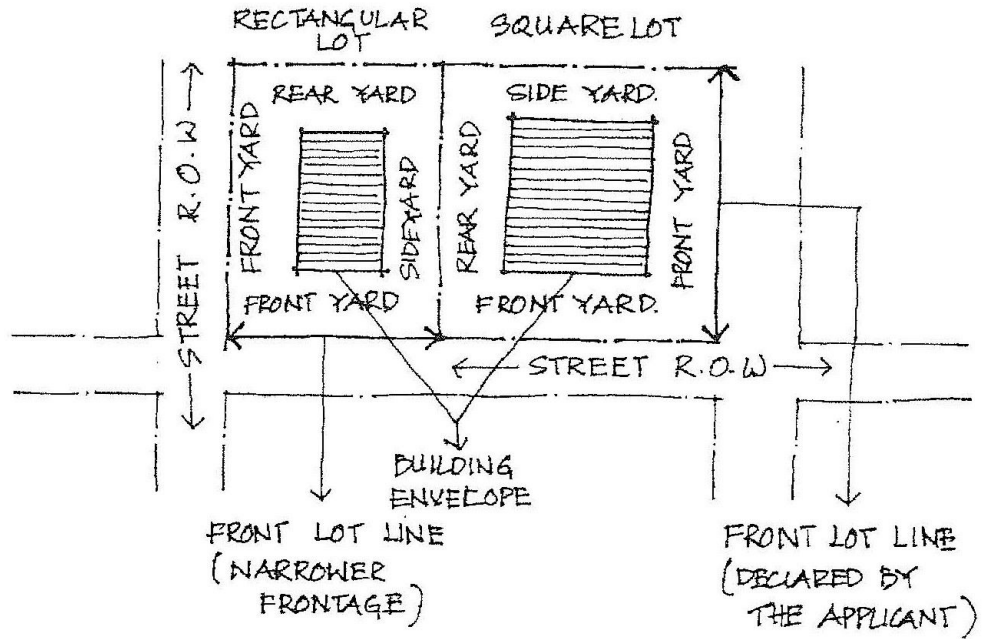 RECTANGULAR
LOT
SQUARE LOT
STREET R.O.W
FRONT YARD
REAR YARD
SIDEYARD
FRONT YARD
REAR YARD
SIDE YARD.
FRONT YARD
FRONT YARD.
STREET R.O.W
BUILDING
ENVELOPE
FRONT LOT LINE
(NARROWER
FRONTAGE)
FRONT LOT LINE
(DECLARED BY
THE APPLICANT)